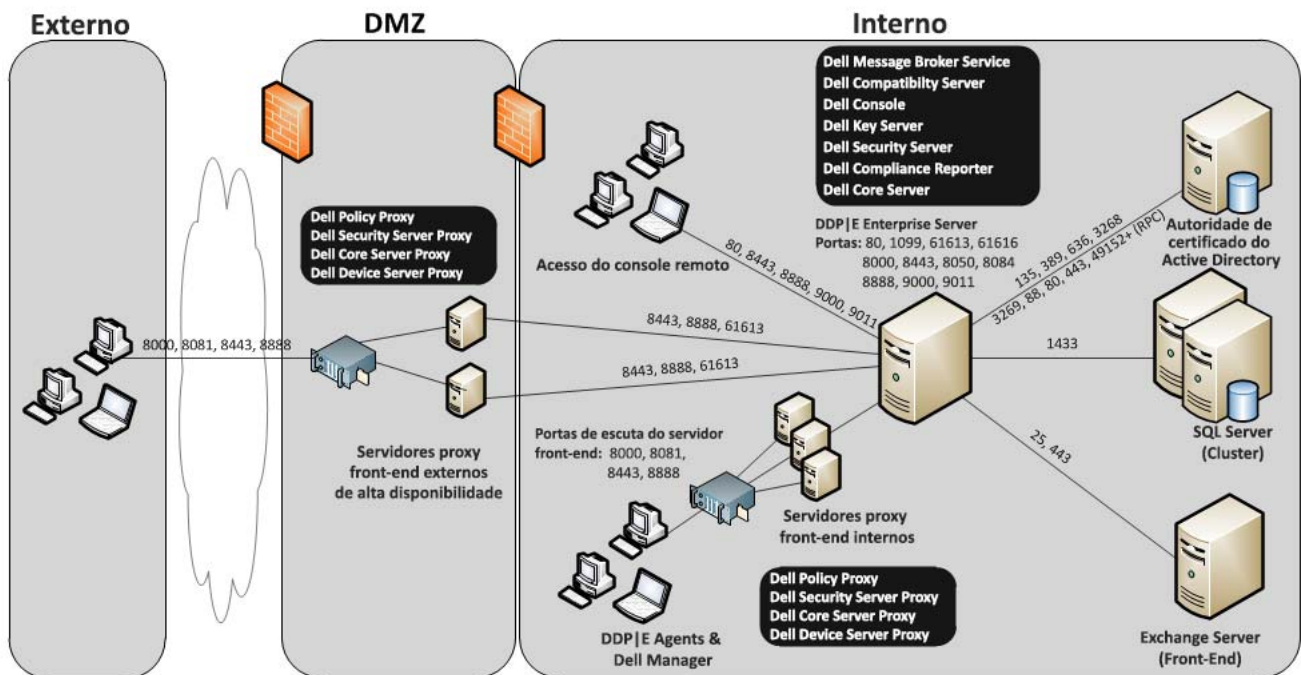 Externo
DMZ
Interno
Dell Message Broker Service
Dell Compatibilty Server
Dell Console
Dell Key Server
Dell Security Server
Dell Compliance Reporter
Dell Core Server
Dell Policy Proxy
Dell Security Server Proxy
Dell Core Server Proxy
Dell Device Server Proxy
Acesso do console remoto
DDP|E Enterprise Server
Portas: 80, 1099, 61613, 61616
8000, 8443, 8050, 8084
8888, 9000, 9011
80, 8443, 8888, 9000, 9011
135, 389, 636, 3268
3269, 88, 80, 443, 49152+ (RPC)
Autoridade de
certificado do
Active Directory
8000, 8081, 8443, 8888
8443, 8888, 61613
8443, 8888, 61613
1433
SQL Server
(Cluster)
Servidores proxy
front-end externos
de alta disponibilidade
Portas de escuta do servidor
front-end: 8000, 8081,
8443, 8888
25, 443
Servidores proxy
front-end internos
Dell Policy Proxy
Dell Security Server Proxy
Dell Core Server Proxy
Dell Device Server Proxy
DDP|E Agents &
Dell Manager
Exchange Server
(Front-End)